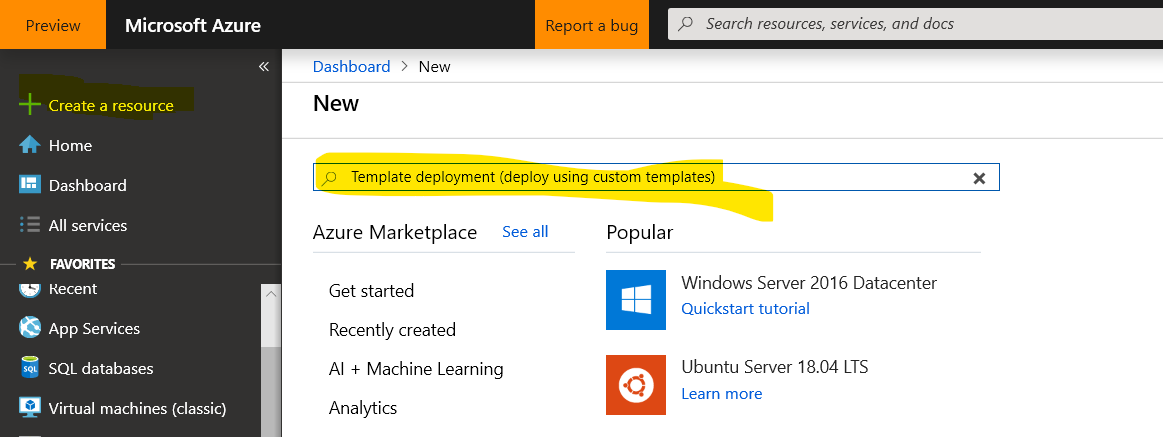 Preview
Microsoft Azure
Report a bug
Search resources, services, and docs
«
Create a resource
Home
Dashboard
All services
FAVORITES
Recent
App Services
SQL databases
Virtual machines (classic)
Dashboard > New
New
Template deployment (deploy using custom templates)
Azure Marketplace See all
Get started
Recently created
AI + Machine Learning
Analytics
Popular
Windows Server 2016 Datacenter
Quickstart tutorial
Ubuntu Server 18.04 LTS
Learn more